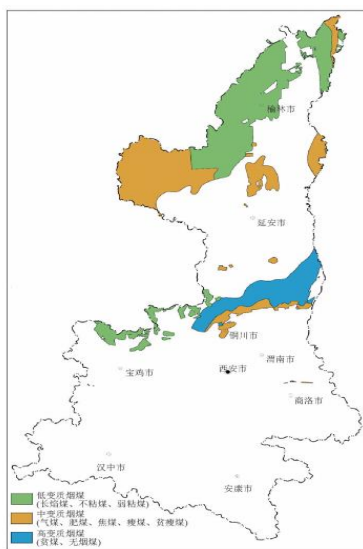 榆林市
延安市
铜川市
渭南市
西安市
宝鸡市
商洛市
汉中市
安康市
低变质烟煤
(长焰煤、不粘煤、弱粘煤)
中变质烟煤
(气煤、肥煤、焦煤、瘦煤、贫瘦煤)
高变质烟煤
(贫煤、无烟煤)